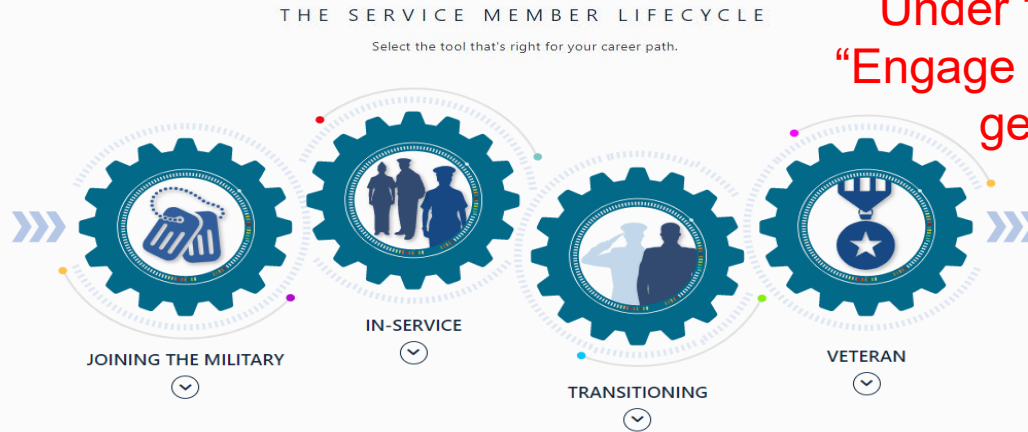 THE SERVICE MEMBER LIFECYCLE
Select the tool that's right for your career path.
Under
“Engage
JOINING THE MILITARY
IN-SERVICE
TRANSITIONING
VETERAN